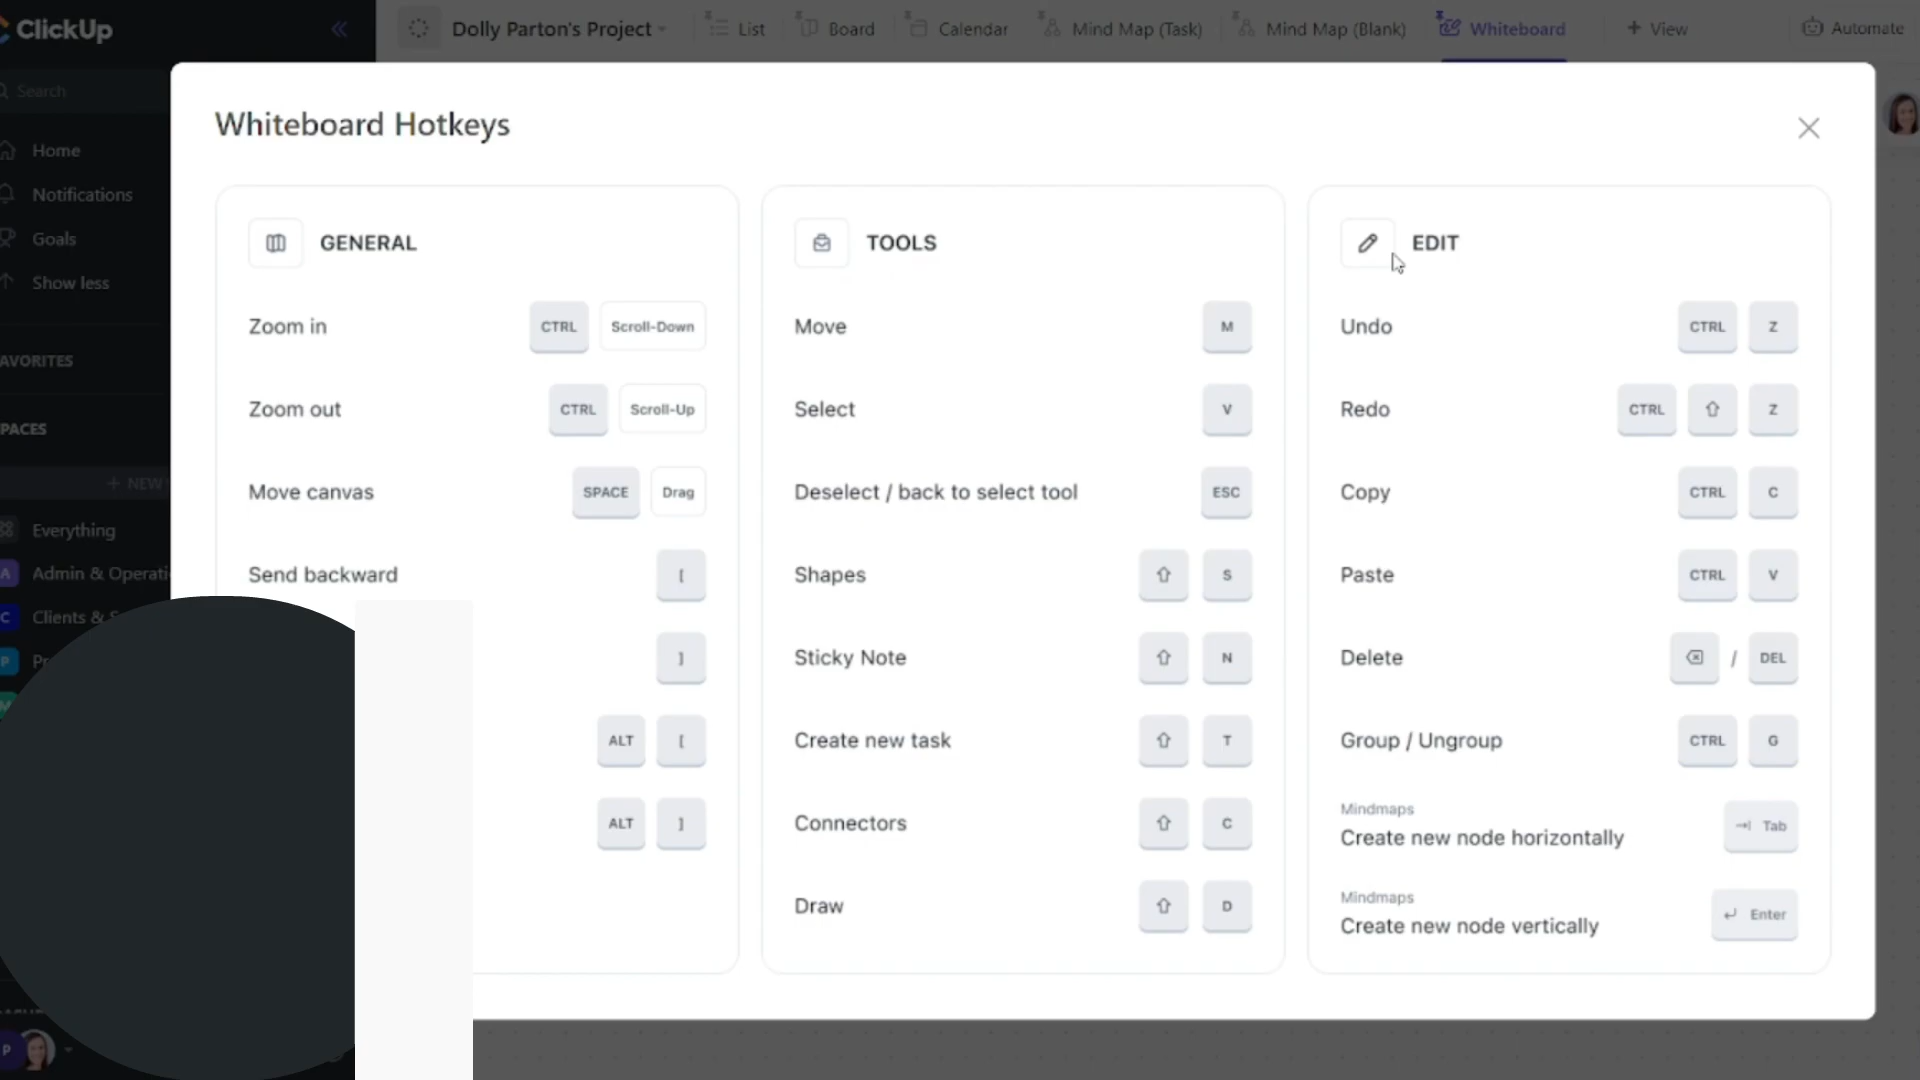 ClickUp
Dolly Parton's Project
List
Board
Calendar
Mind Map (Task)
Mind Map (Blank)
Whiteboard
+ View
Automate
Search
Home
Notifications
Goals
Show less
AVORITES
PACES
+ NEW
Everything
A
Admin & Operati
C
Clients &
P
P
Whiteboard Hotkeys
GENERAL
Zoom in
CTRL
Scroll-Down
Zoom out
CTRL
Scroll-Up
Move canvas
SPACE
Drag
Send backward
[
]
ALT
[
ALT
]
TOOLS
Move
M
Select
V
Deselect / back to select tool
ESC
Shapes
S
Sticky Note
N
Create new task
T
Connectors
C
Draw
D
EDIT
Undo
CTRL
Z
Redo
CTRL
Z
Copy
CTRL
C
Paste
CTRL
V
Delete
/
DEL
Group / Ungroup
CTRL
G
Mindmaps
Create new node horizontally
Tab
Mindmaps
Create new node vertically
Enter